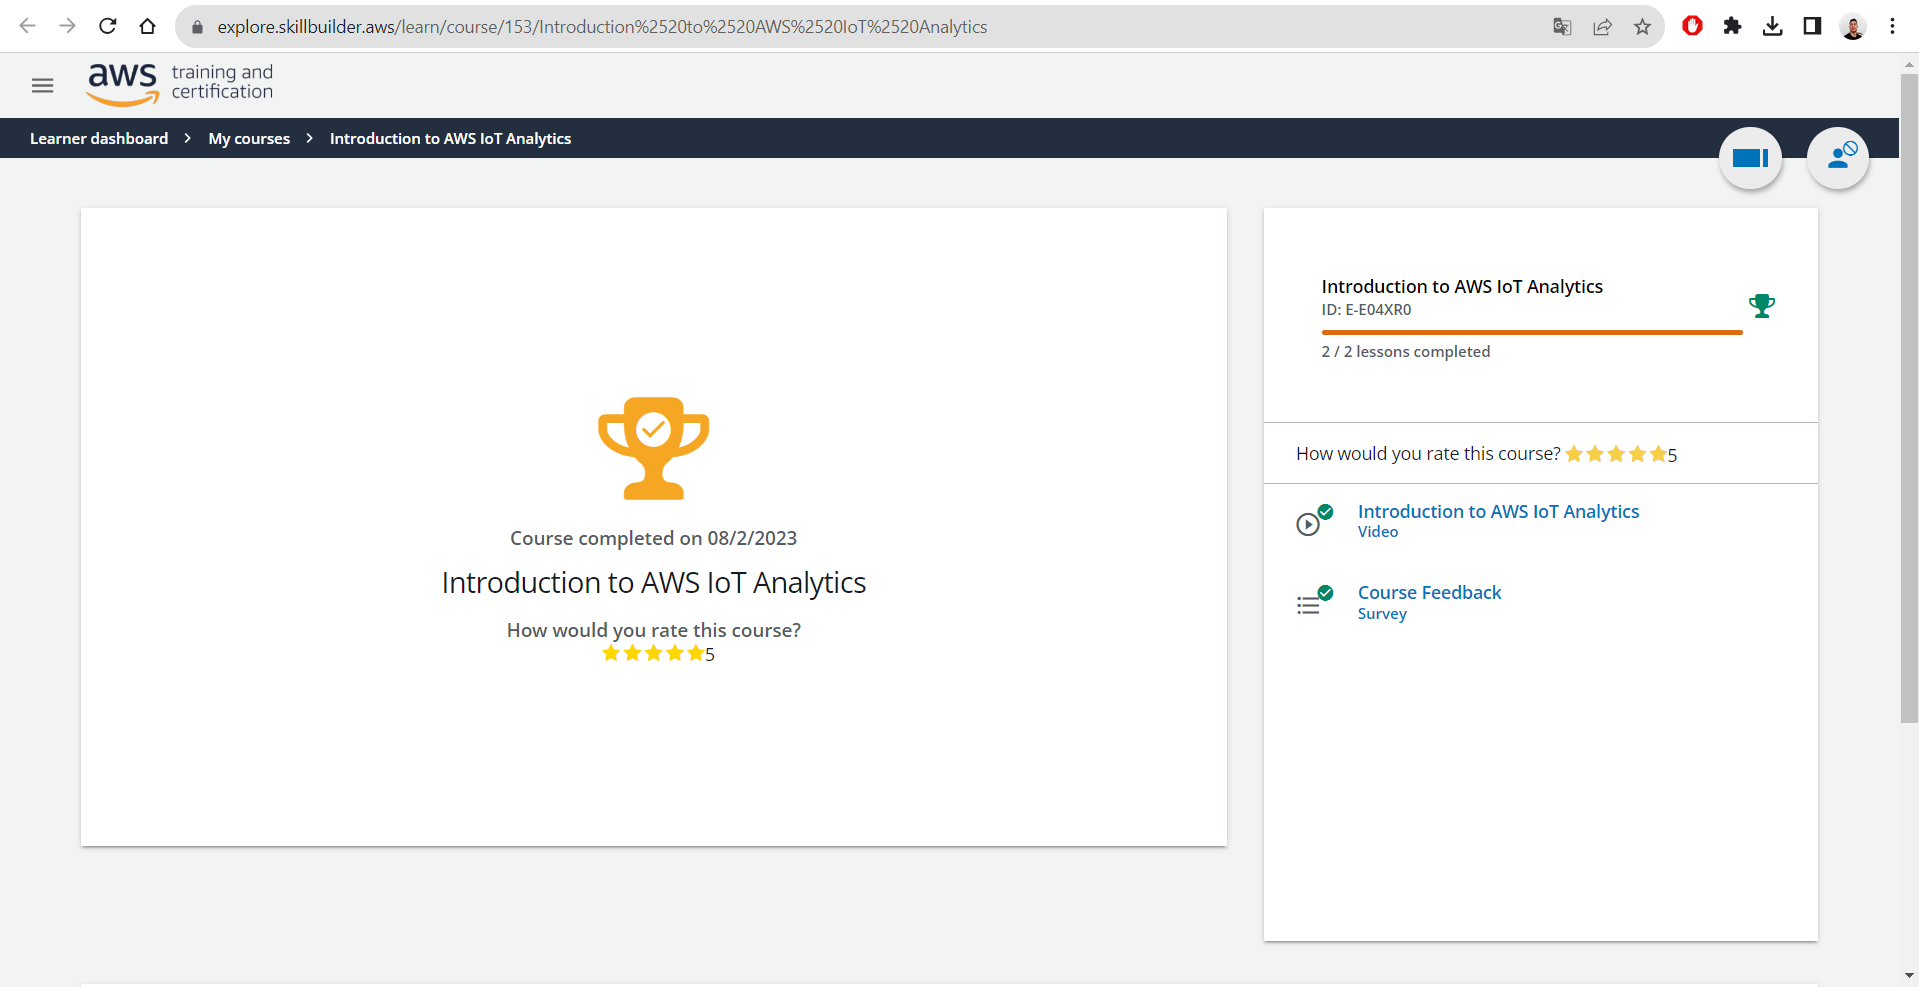 explore.skillbuilder.aws/learn/course/153/Introduction%2520to%2520AWS%2520IoT%2520Analytics
aws training and
certification
Learner dashboard > My courses > Introduction to AWS IoT Analytics
Course completed on 08/2/2023
Introduction to AWS IoT Analytics
How would you rate this course?
5
Introduction to AWS IoT Analytics
ID: E-E04XR0
2 / 2 lessons completed
How would you rate this course? 5
Introduction to AWS IoT Analytics
Video
Course Feedback
Survey